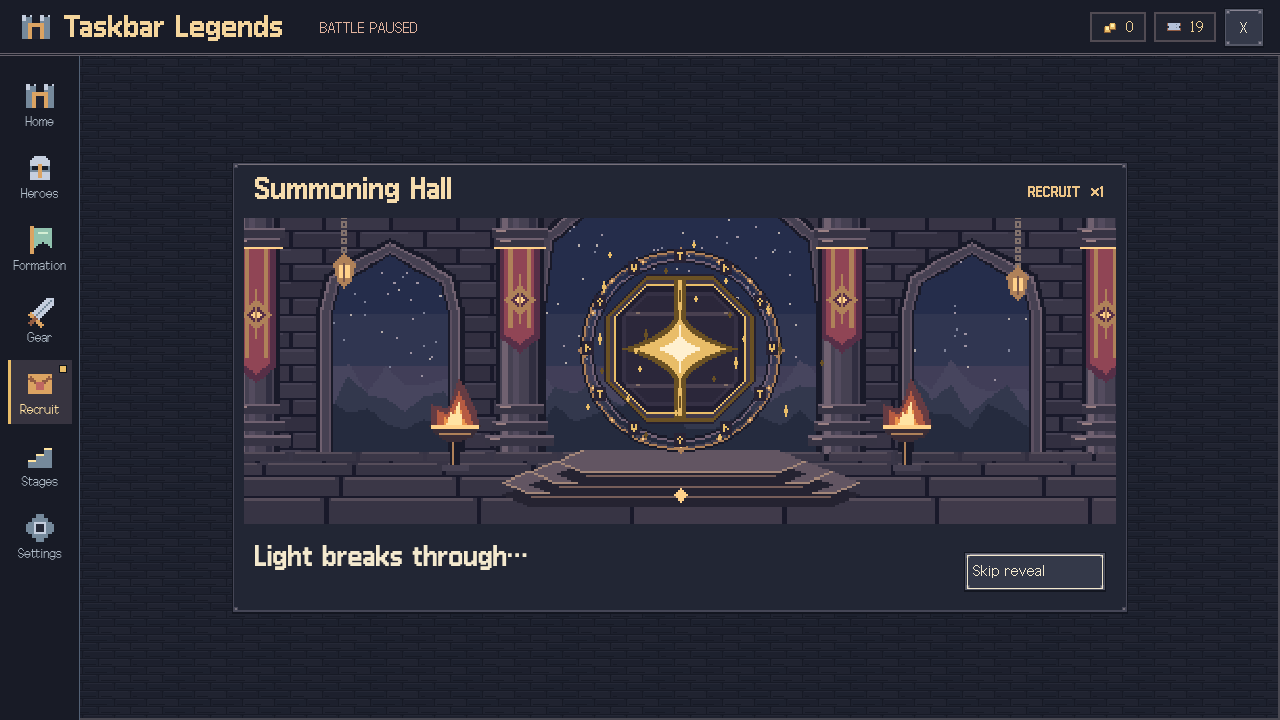 Taskbar Legends
BATTLE PAUSED
0
19
X
Home
Heroes
Formation
Gear
Recruit
Stages
Settings
Summoning Hall
RECRUIT ×1
Light breaks through···
Skip reveal